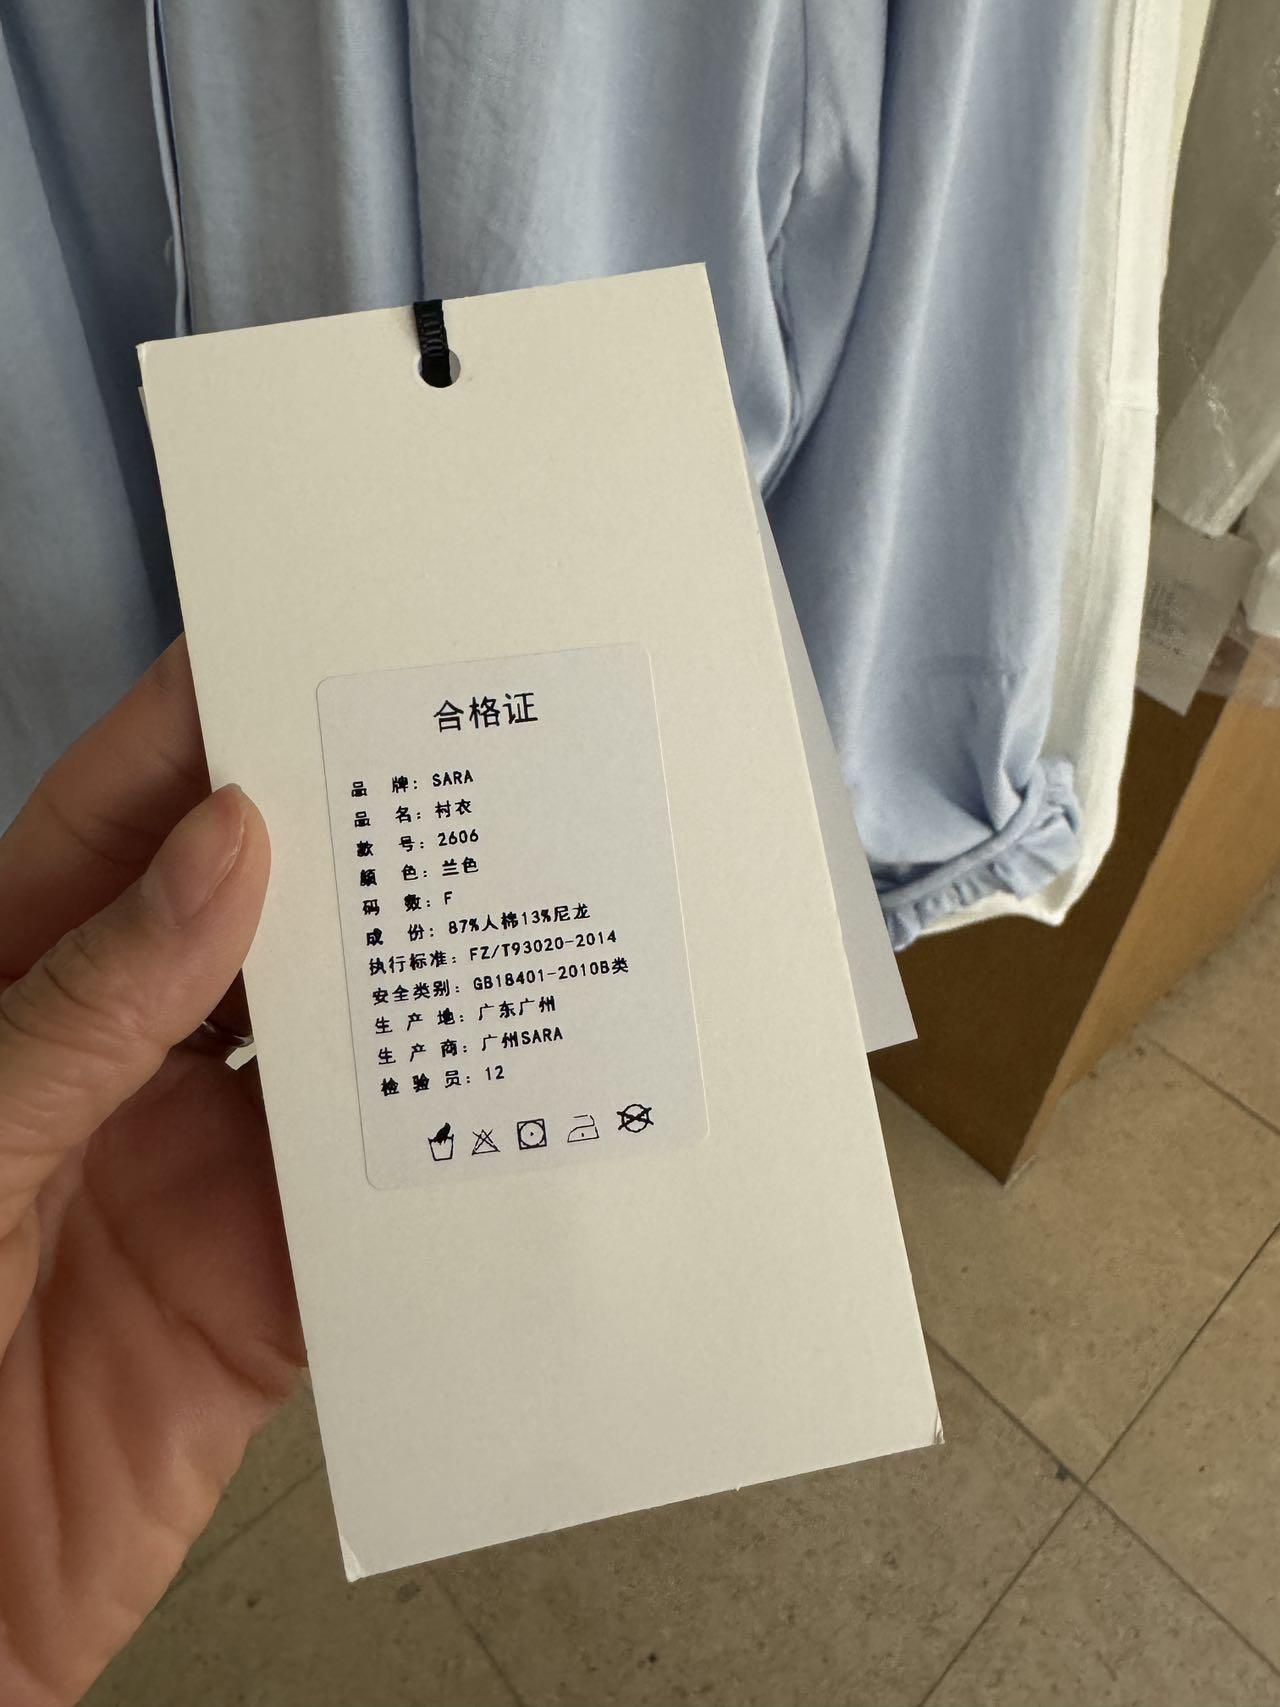 合格证
品 牌：SARA
品 名：衬衣
款 号：2606
颜 色：兰色
码 数：F
成 份：87%人棉13%尼龙
执行标准：FZ/T93020-2014
安全类别：GB18401-2010B类
生 产 地：广东广州
生 产 商：广州SARA
检 验 员：12